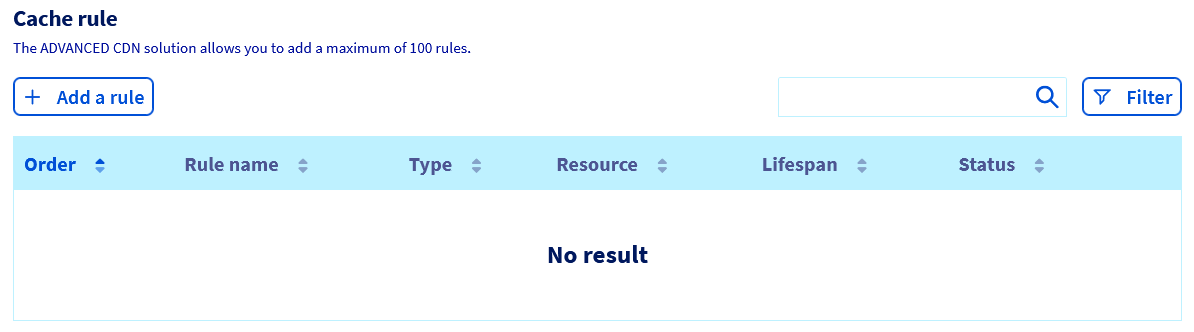 Cache rule
The ADVANCED CDN solution allows you to add a maximum of 100 rules.
Add a rule
Filter
Order Rule name Type Resource Lifespan Status
No result